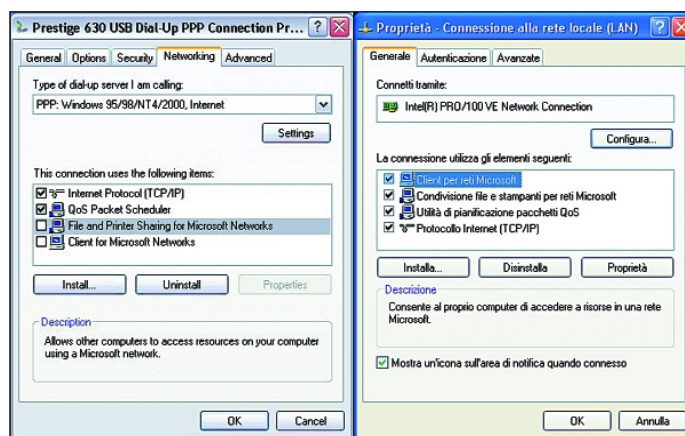 Prestige 630 USB Dial-Up PPP Connection Pr...
General Options Security Networking Advanced
Type of dial-up server I am calling:
PPP: Windows 95/98/NT4/2000, Internet
Settings
This connection uses the following items:
Internet Protocol (TCP/IP)
QoS Packet Scheduler
File and Printer Sharing for Microsoft Networks
Client for Microsoft Networks
Install... Uninstall Properties
Description
Allows other computers to access resources on your computer
using a Microsoft network.
OK Cancel
Proprietà - Connessione alla rete locale (LAN)
Generale Autenticazione Avanzate
Connetti tramite:
Intel(R) PRO/100 VE Network Connection
Configura...
La connessione utilizza gli elementi seguenti:
Client per reti Microsoft
Condivisione file e stampanti per reti Microsoft
Utilità di pianificazione pacchetti QoS
Protocollo Internet (TCP/IP)
Installa... Disinstalla Proprietà
Descrizione
Consente al proprio computer di accedere a risorse in una rete
Microsoft.
Mostra un'icona sull'area di notifica quando connesso
OK Annulla